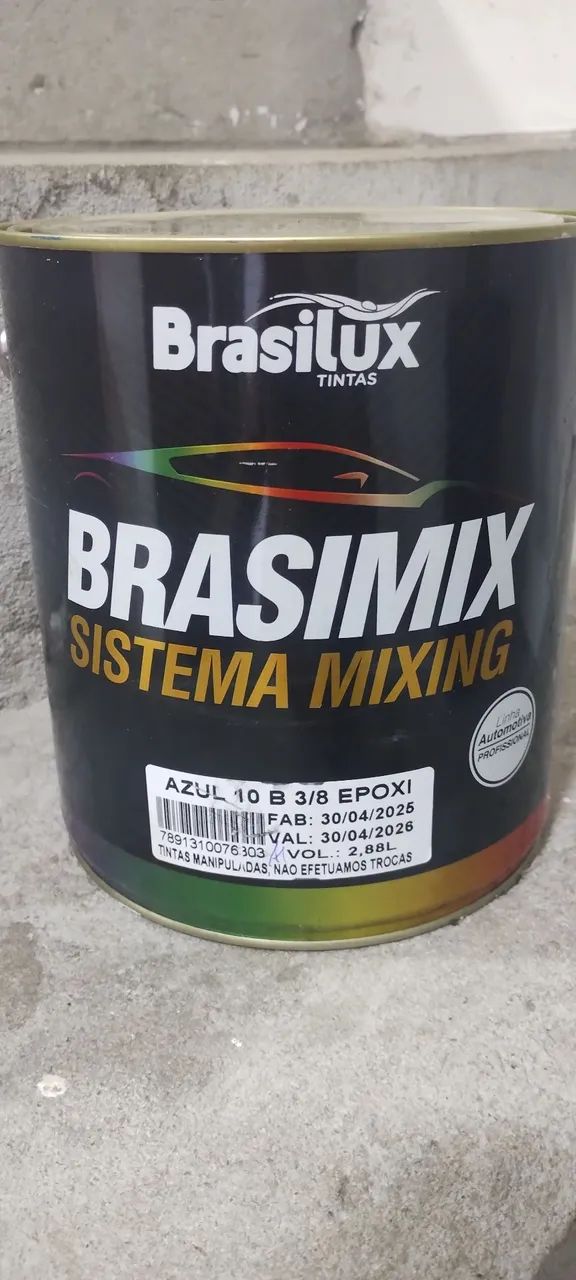 Brasilux
TINTAS
BRASIMIX
SISTEMA MIXING
Linha
Automotiva
PROFISSIONAL
AZUL 10 B 3/8 EPOXI
FAB: 30/04/2025
VAL: 30/04/2026
7891310076303 VOL.: 2,88L
TINTAS MANIPULADAS, NAO EFETUAMOS TROCAS